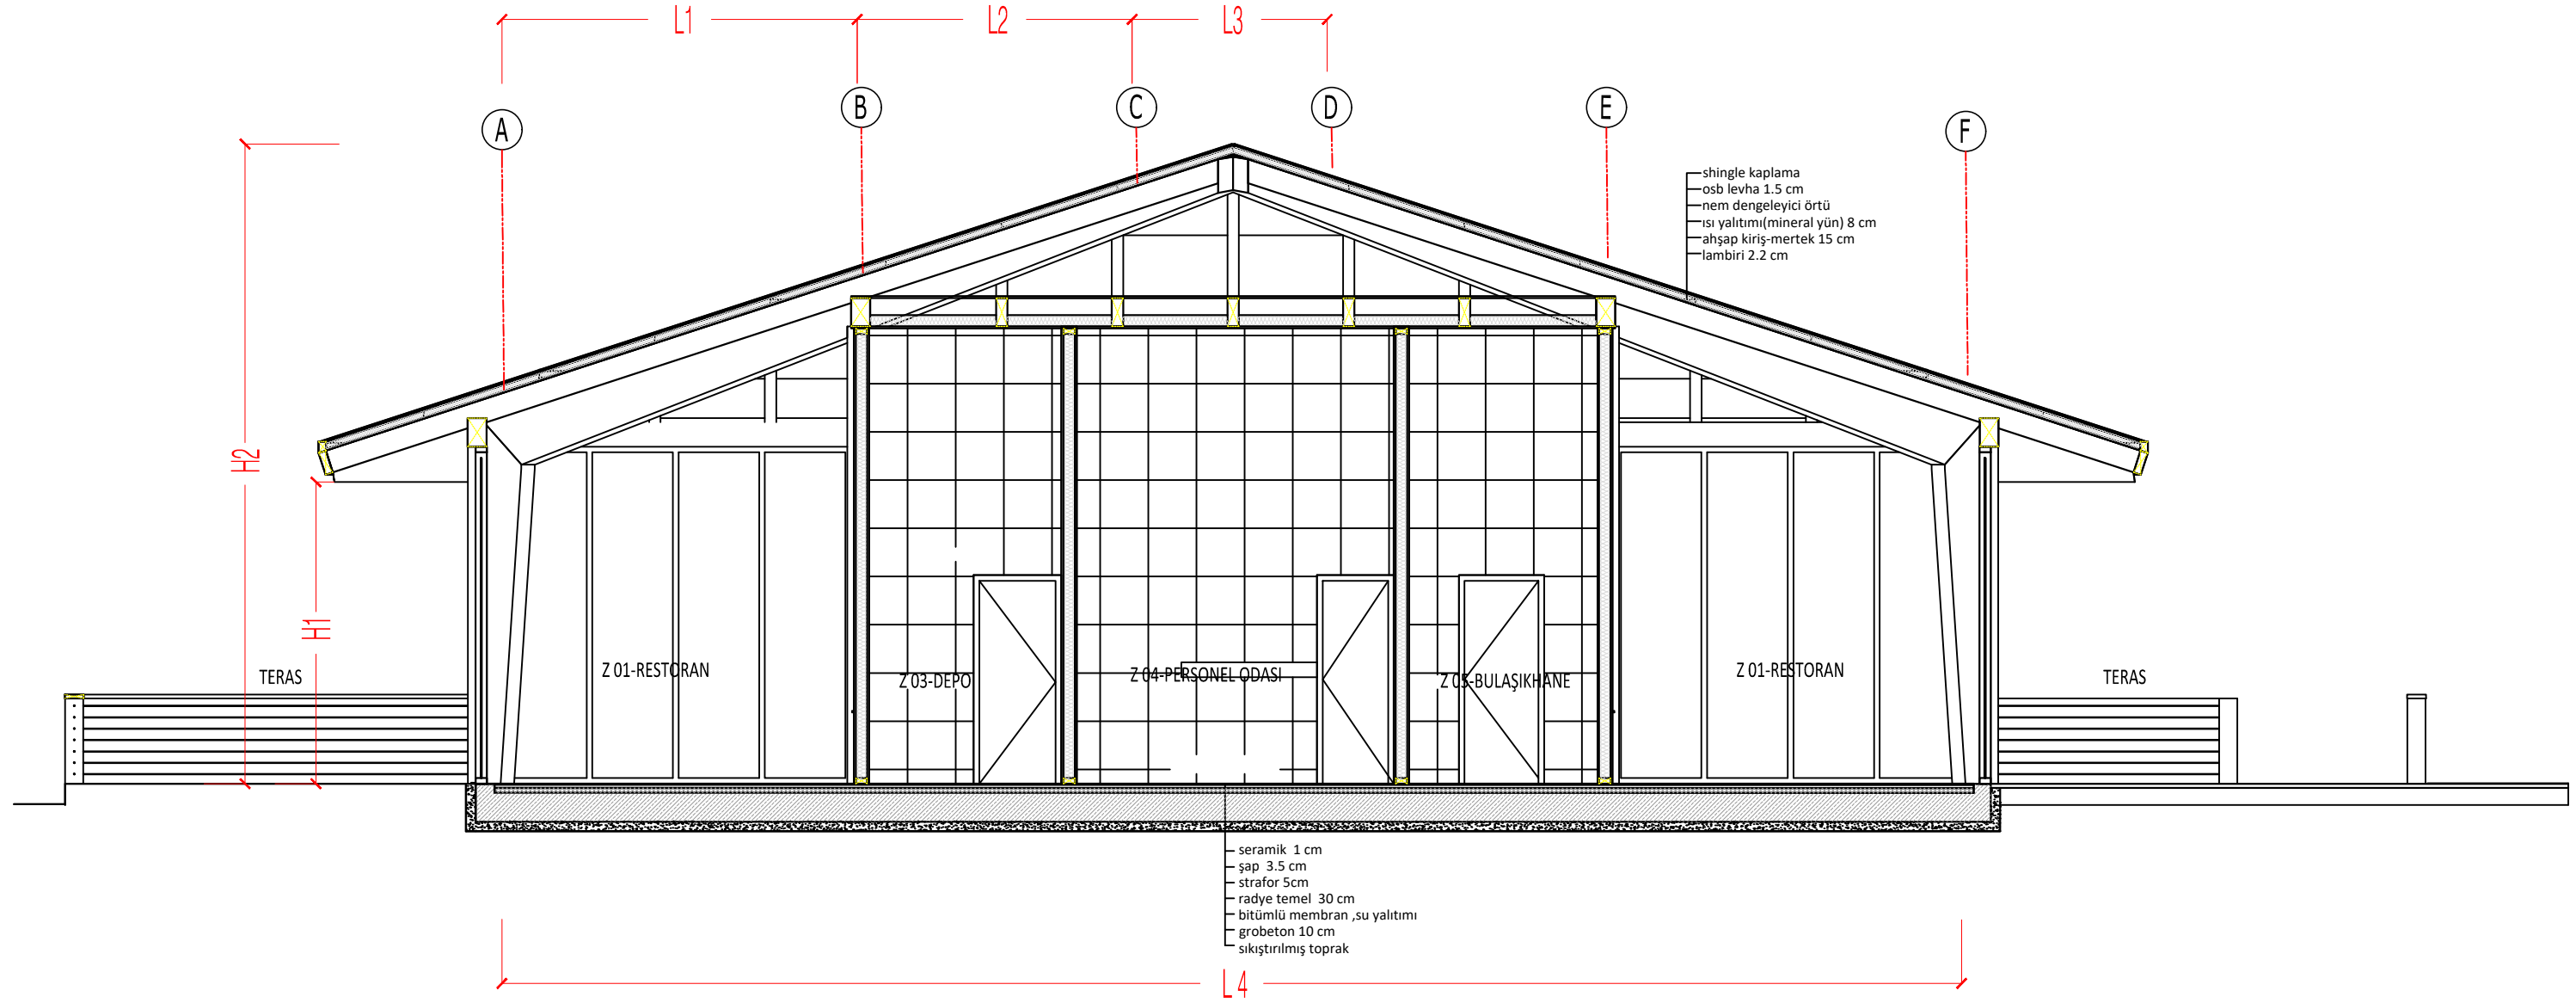 L1
L2
L3
A
B
C
D
E
F
shingle kaplama
osb levha 1.5 cm
nem dengeleyici örtü
ısı yalıtımı(mineral yün) 8 cm
ahşap kiriş-mertek 15 cm
lambiri 2.2 cm
H2
H1
TERAS
Z 01-RESTORAN
Z 03-DEPO
Z 04-PERSONEL ODASI
Z 05-BULAŞIKHANE
Z 01-RESTORAN
TERAS
seramik 1 cm
şap 3.5 cm
strafor 5cm
radye temel 30 cm
bitümlü membran ,su yalıtımı
grobeton 10 cm
sıkıştırılmış toprak
L4